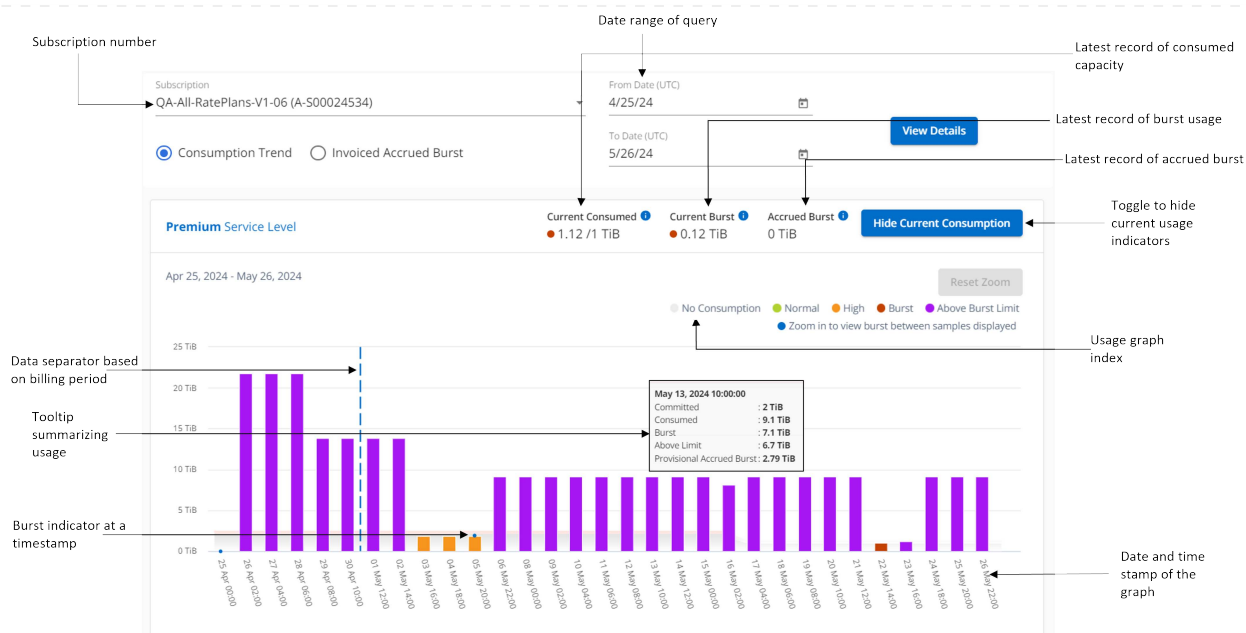 Date range of query
Subscription number
Latest record of consumed
capacity
Subscription
QA-All-RatePlans-V1-06 (A-S00024534)
From Date (UTC)
4/25/24
Latest record of burst usage
View Details
To Date (UTC)
5/26/24
Consumption Trend
Invoiced Accrued Burst
Latest record of accrued burst
Toggle to hide
current usage
indicators
Premium Service Level
Current Consumed
1.12 /1 TiB
Current Burst
0.12 TiB
Accrued Burst
0 TiB
Hide Current Consumption
Apr 25, 2024 - May 26, 2024
Reset Zoom
No Consumption
Normal
High
Burst
Above Burst Limit
Zoom in to view burst between samples displayed
Usage graph
index
Data separator based
on billing period
Tooltip
summarizing
usage
Burst indicator at a
timestamp
25 TiB
20 TiB
15 TiB
10 TiB
5 TiB
0 TiB
May 13, 2024 10:00:00
Committed : 2 TiB
Consumed : 9.1 TiB
Burst : 7.1 TiB
Above Limit : 6.7 TiB
Provisional Accrued Burst : 2.79 TiB
25 Apr 00:00
26 Apr 02:00
27 Apr 04:00
28 Apr 06:00
29 Apr 08:00
30 Apr 10:00
01 May 12:00
02 May 14:00
03 May 16:00
04 May 18:00
05 May 20:00
06 May 22:00
08 May 00:00
09 May 02:00
10 May 04:00
11 May 06:00
12 May 08:00
13 May 10:00
14 May 12:00
15 May 00:00
16 May 02:00
17 May 04:00
18 May 06:00
19 May 08:00
20 May 10:00
21 May 12:00
22 May 14:00
23 May 16:00
24 May 18:00
25 May 20:00
26 May 22:00
Date and time
stamp of the
graph